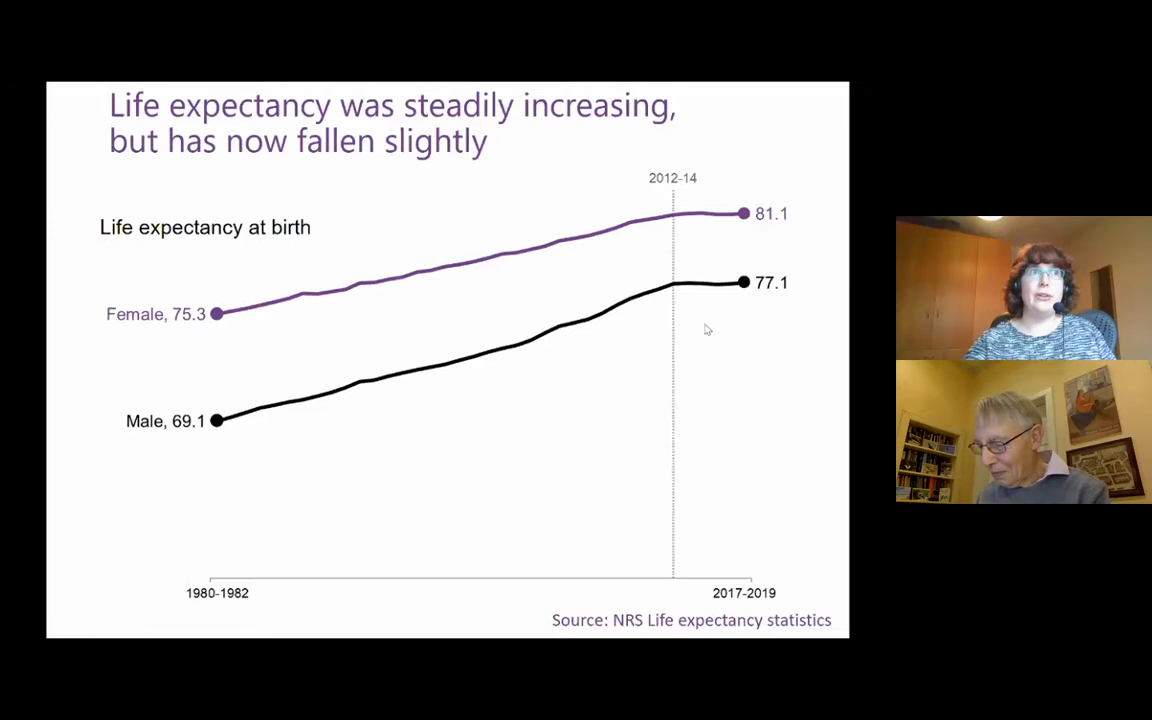 Life expectancy was steadily increasing,
but has now fallen slightly
2012-14
Life expectancy at birth
81.1
77.1
Female, 75.3
Male, 69.1
1980-1982
2017-2019
Source: NRS Life expectancy statistics